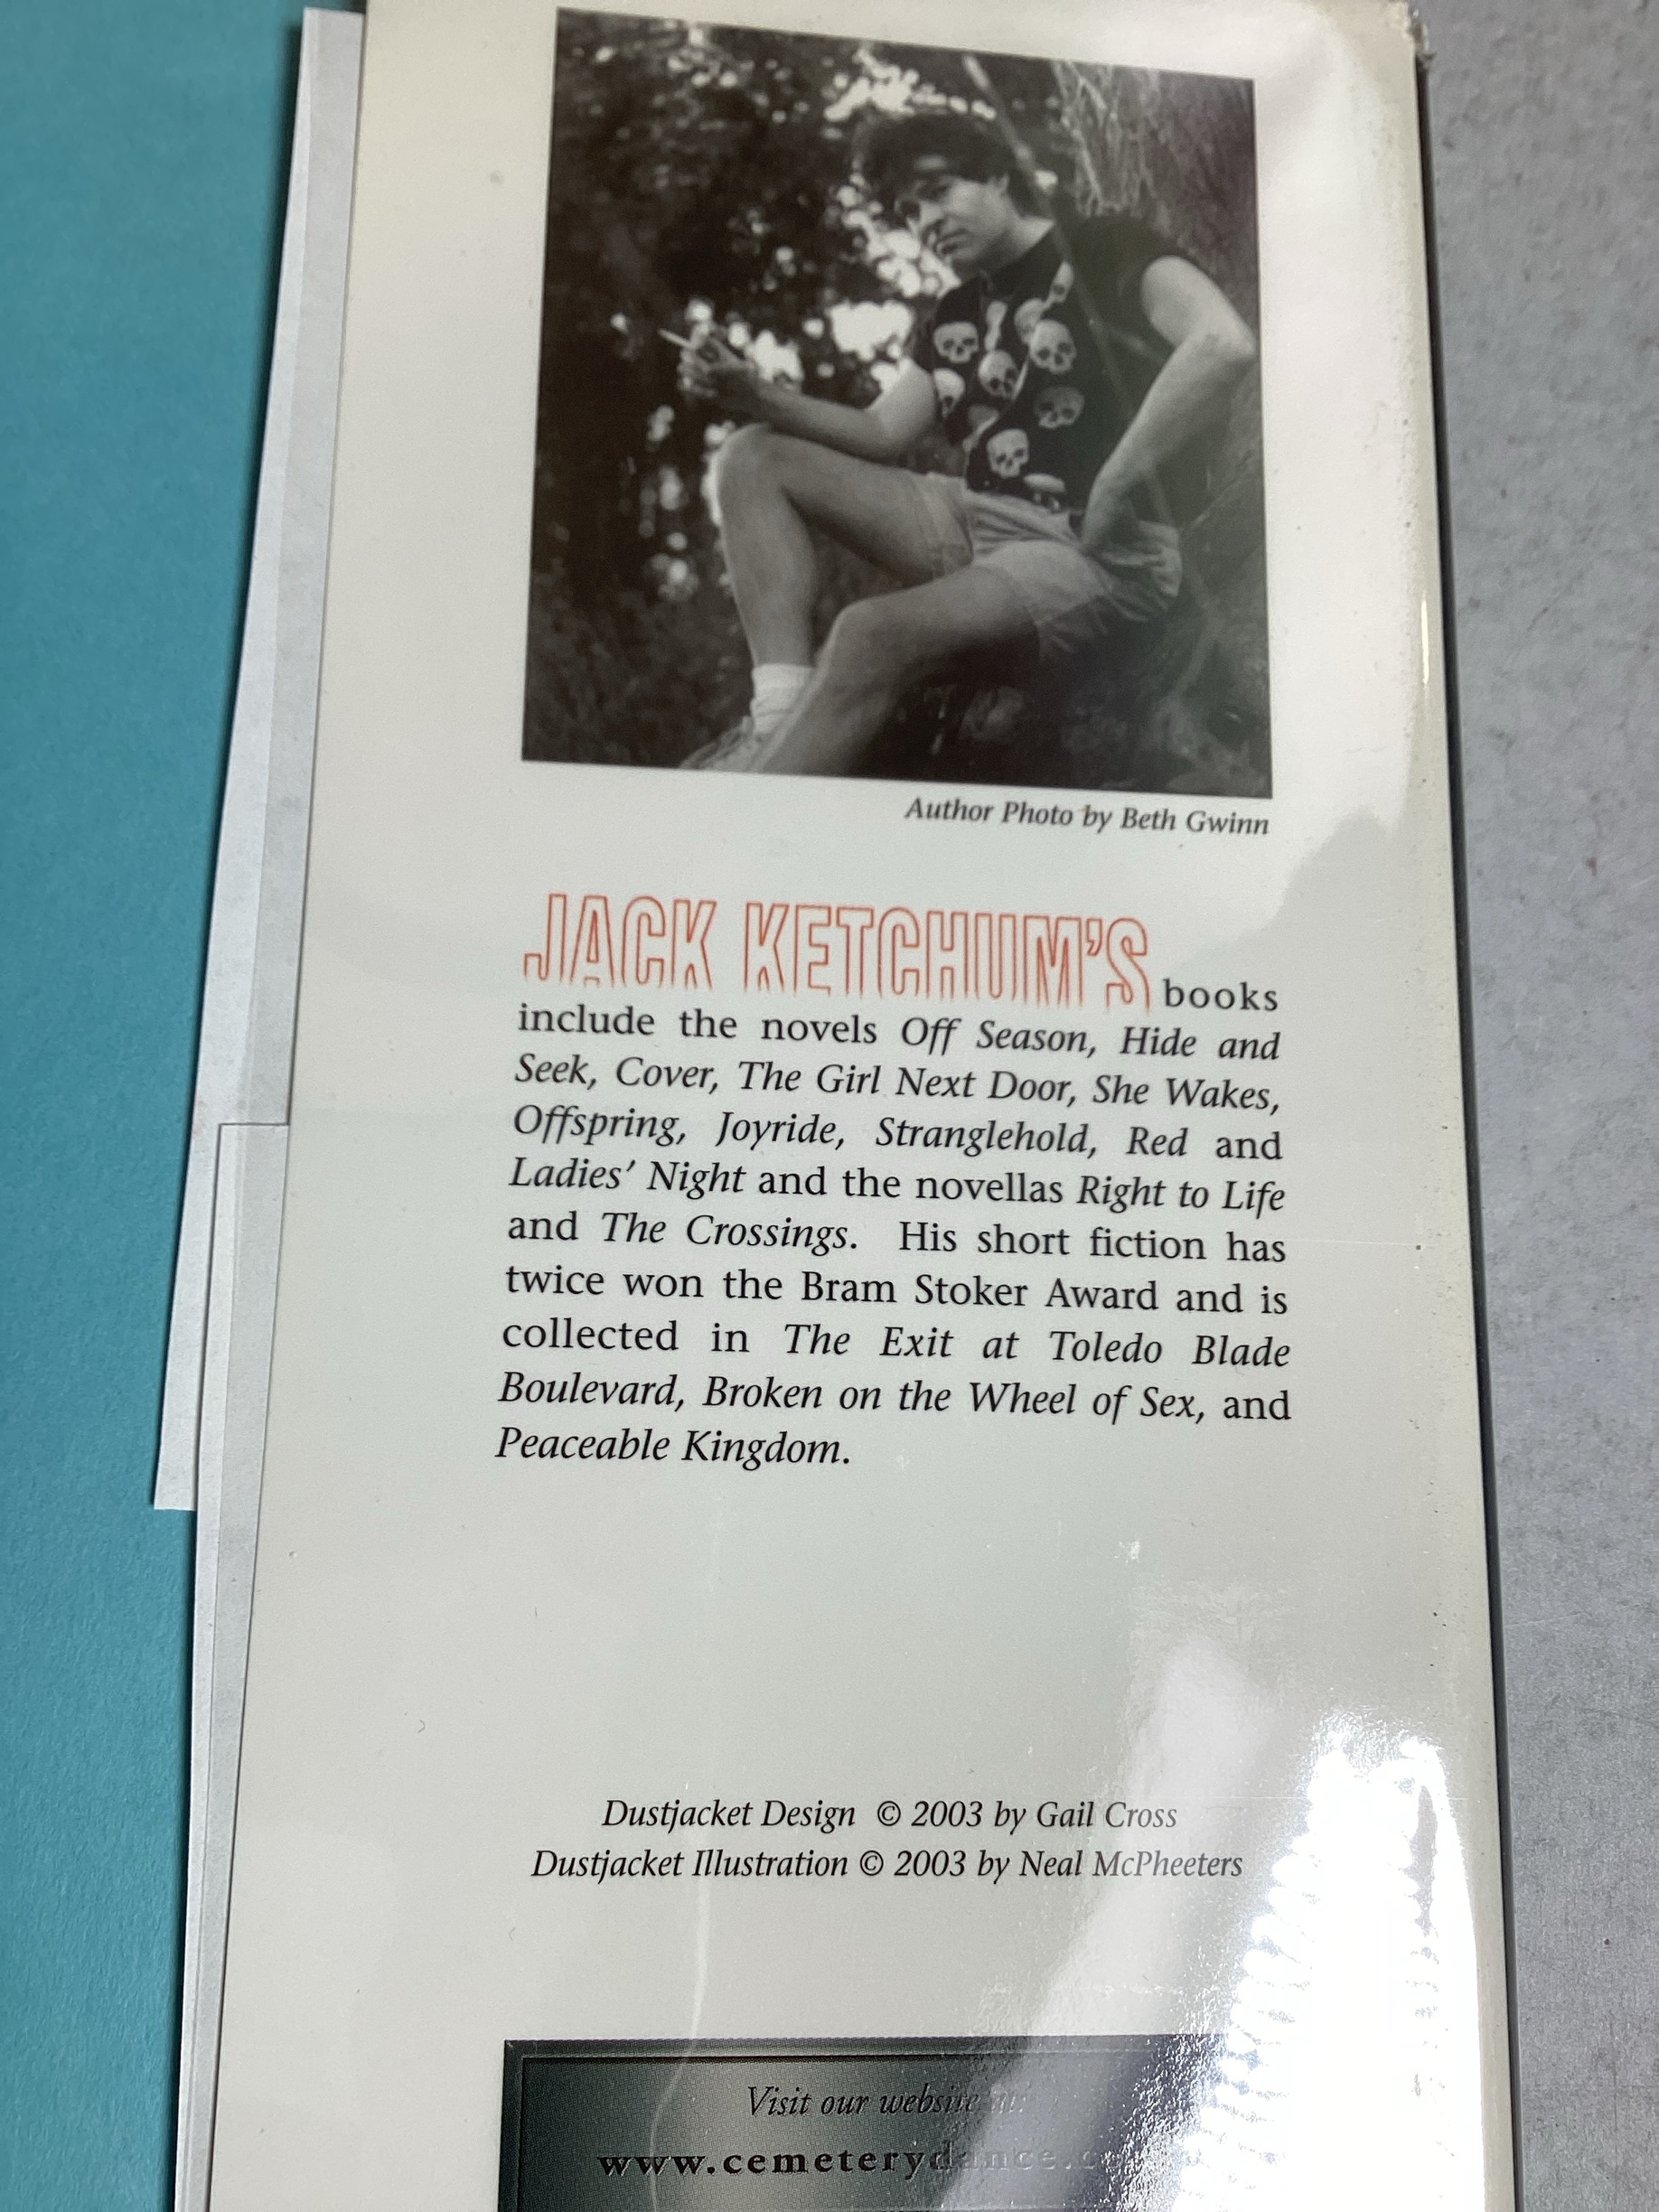 Author Photo by Beth Gwinn
JACK KETCHUM'S books
include the novels Off Season, Hide and
Seek, Cover, The Girl Next Door, She Wakes,
Offspring, Joyride, Stranglehold, Red and
Ladies' Night and the novellas Right to Life
and The Crossings. His short fiction has
twice won the Bram Stoker Award and is
collected in The Exit at Toledo Blade
Boulevard, Broken on the Wheel of Sex, and
Peaceable Kingdom.
Dustjacket Design © 2003 by Gail Cross
Dustjacket Illustration © 2003 by Neal McPheeters
Visit our website at:
www.cemeterydance.c